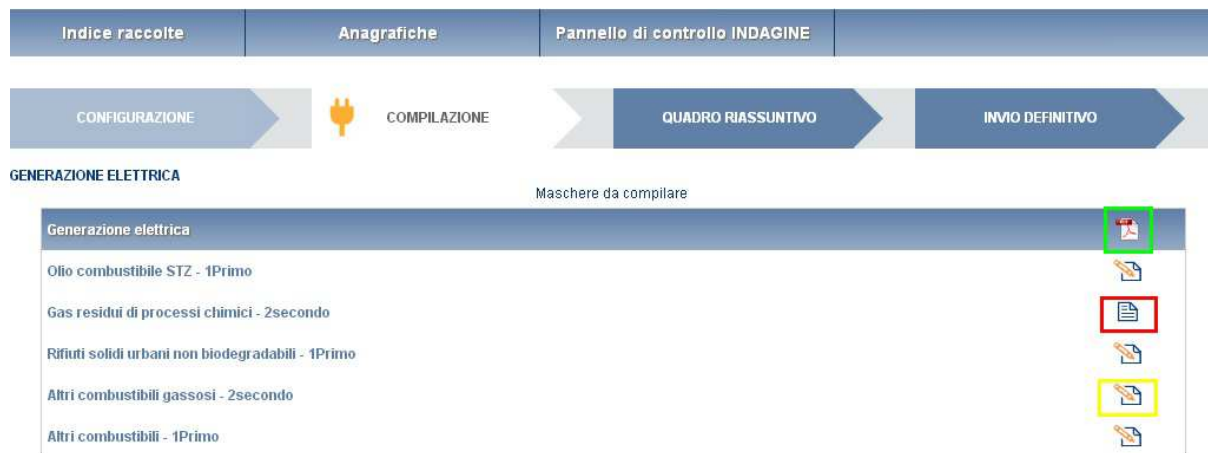 Indice raccolte Anagrafiche Pannello di controllo INDAGINE
CONFIGURAZIONE COMPILAZIONE QUADRO RIASSUNTIVO INVIO DEFINITIVO
GENERAZIONE ELETTRICA
Maschere da compilare
Generazione elettrica
Olio combustibile STZ - 1Primo
Gas residui di processi chimici - 2secondo
Rifiuti solidi urbani non biodegradabili - 1Primo
Altri combustibili gassosi - 2secondo
Altri combustibili - 1Primo